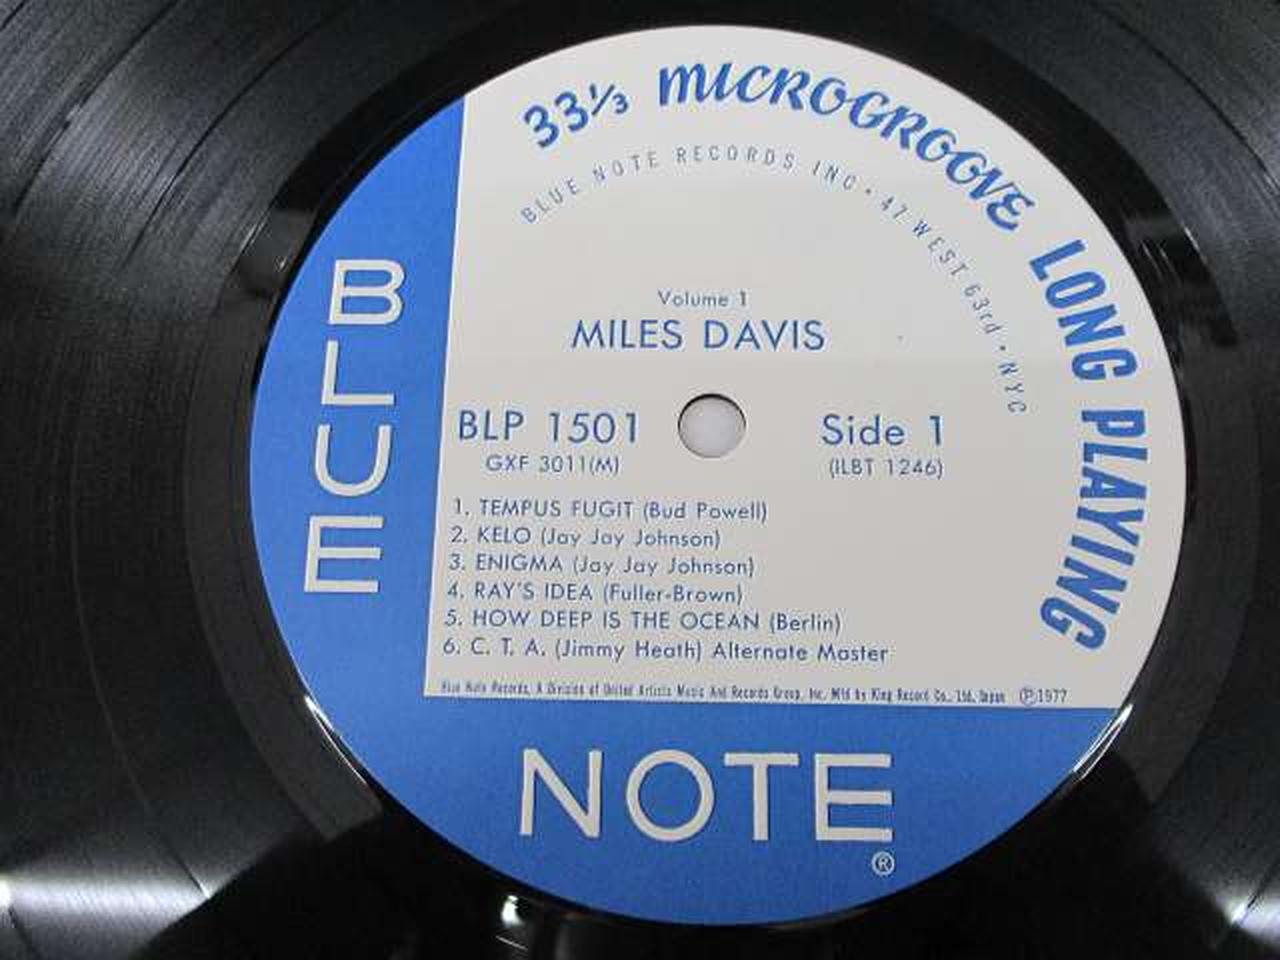 33⅓ MICROGROOVE LONG PLAYING
BLUE NOTE RECORDS INC • 47 WEST 63rd • NYC
Volume 1
MILES DAVIS
BLP 1501
Side 1
GXF 3011(M)
(ILBT 1246)
1. TEMPUS FUGIT (Bud Powell)
2. KELO (Jay Jay Johnson)
3. ENIGMA (Jay Jay Johnson)
4. RAY'S IDEA (Fuller-Brown)
5. HOW DEEP IS THE OCEAN (Berlin)
6. C. T. A. (Jimmy Heath) Alternate Master
Blue Note Records, A Division of United Artists Music And Records Group, Inc. Mf'd by King Record Co., Ltd, Japan Ⓟ1977
BLUE
NOTE
®